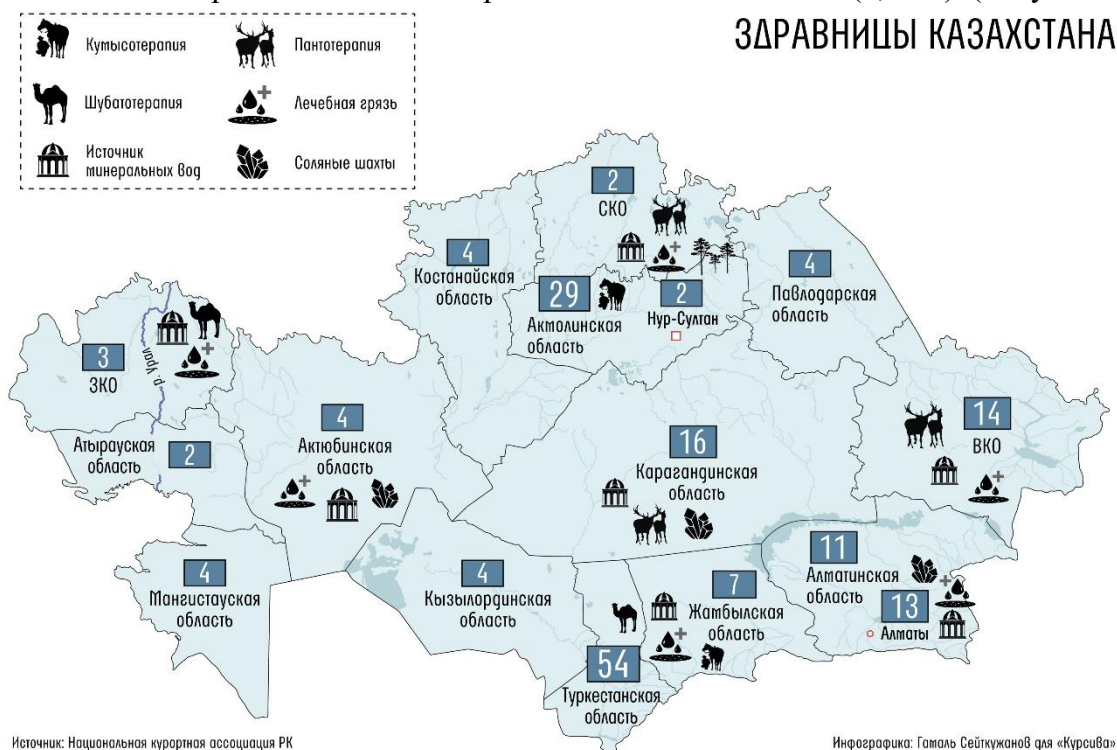 ЗДРАВНИЦЫ КАЗАХСТАНА
Кумысотерапия
Пантотерапия
Шубатотерапия
Лечебная грязь
Источник
минеральных вод
Соляные шахты
2
СКО
4
Костанайская
область
29
Акмолинская
область
2
Нур-Султан
4
Павлодарская
область
3
ЗКО
р. Урал
Атырауская
область
2
4
Актюбинская
область
16
Карагандинская
область
14
ВКО
4
Мангистауская
область
4
Кызылординская
область
7
Жамбылская
область
11
Алматинская
область
13
Алматы
54
Туркестанская
область
Источник: Национальная курортная ассоциация РК
Инфографика: Гамаль Сейткужанов для «Курсива»